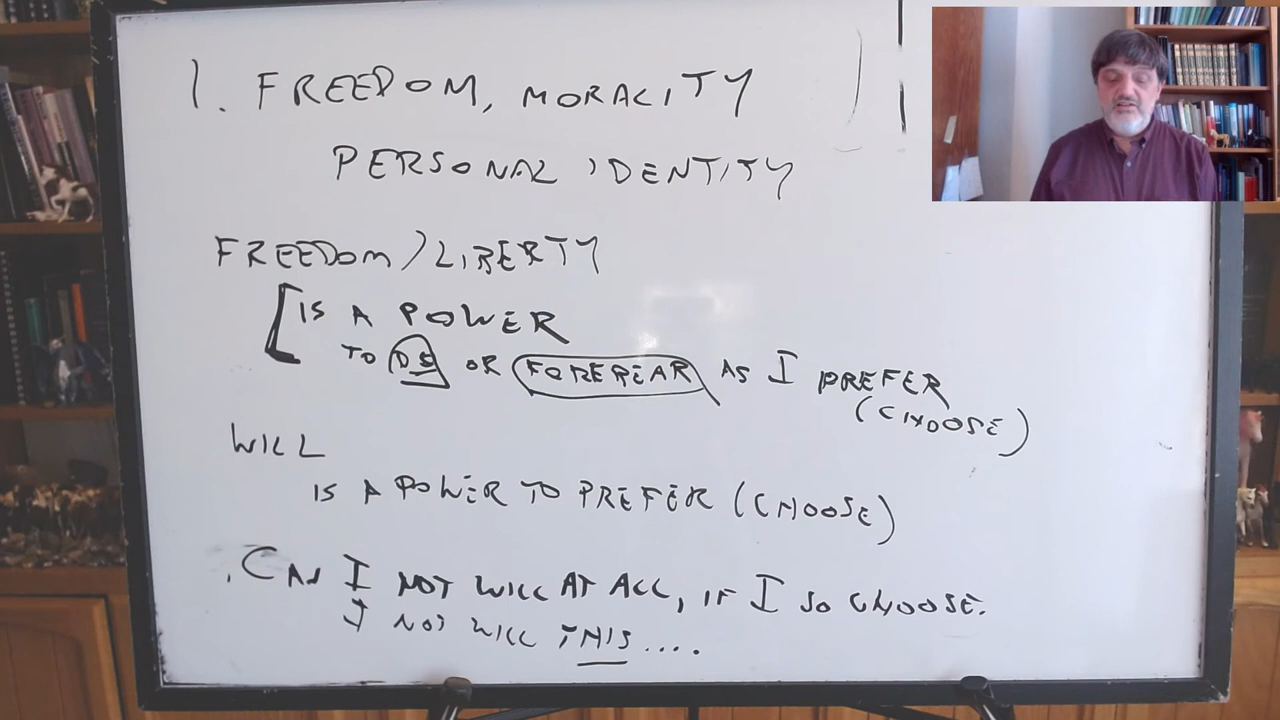 1. FREEDOM, MORALITY
PERSONAL IDENTITY
FREEDOM/LIBERTY
IS A POWER
TO DO OR FOREBEAR AS I PREFER
(CHOOSE)
WILL
IS A POWER TO PREFER (CHOOSE)
. CAN I NOT WILL AT ALL, IF I SO CHOOSE.
I NOT WILL THIS....